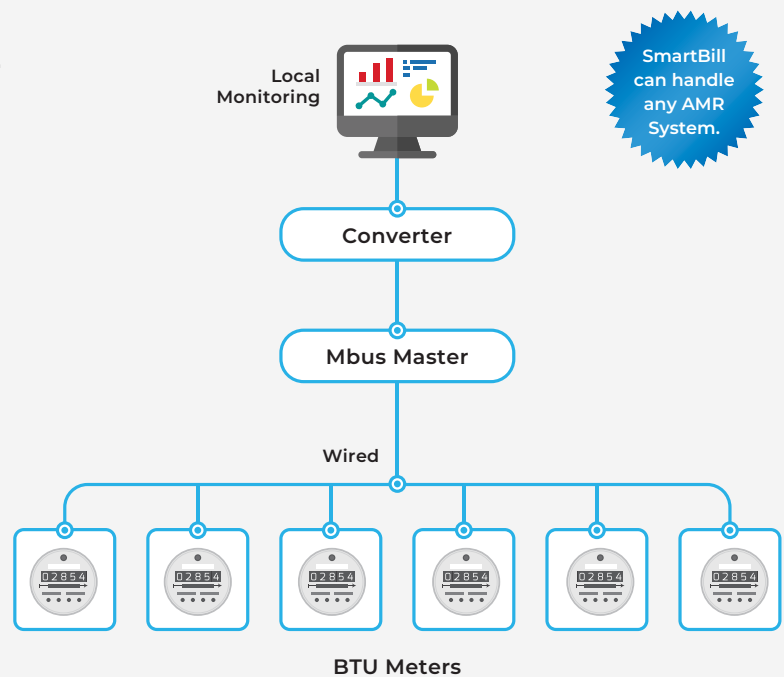 Local
Monitoring
SmartBill
can handle
any AMR
System.
Converter
Mbus Master
Wired
02854 02854 02854 02854 02854 02854
BTU Meters